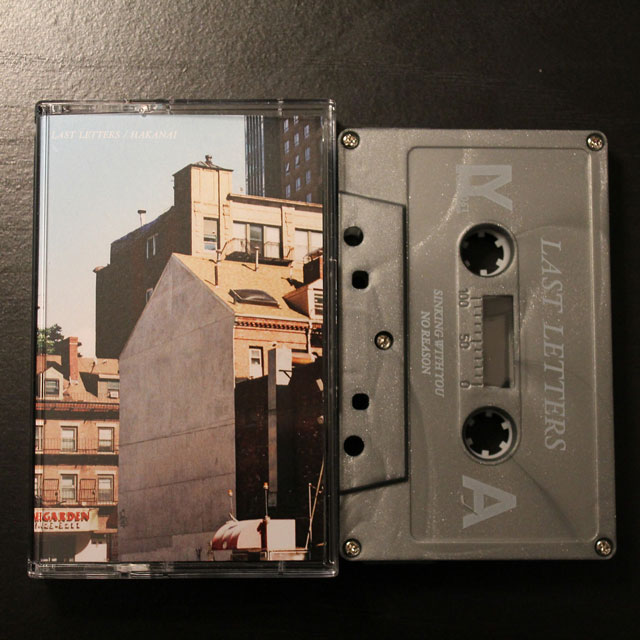 LAST LETTERS / HAKANAI
LAST LETTERS
SINKING WITH YOU
NO REASON
100
50
0
A